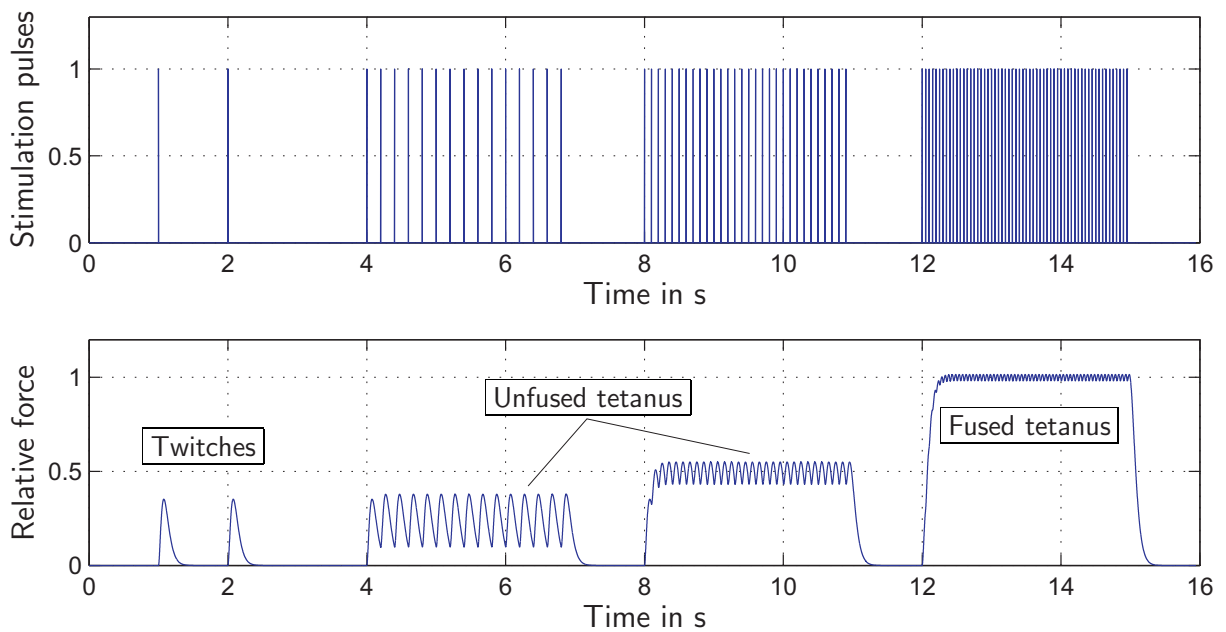 Stimulation pulses
1
0.5
0
0 2 4 6 8 10 12 14 16
Time in s
Relative force
1
0.5
0
Unfused tetanus
Twitches
Fused tetanus
0 2 4 6 8 10 12 14 16
Time in s